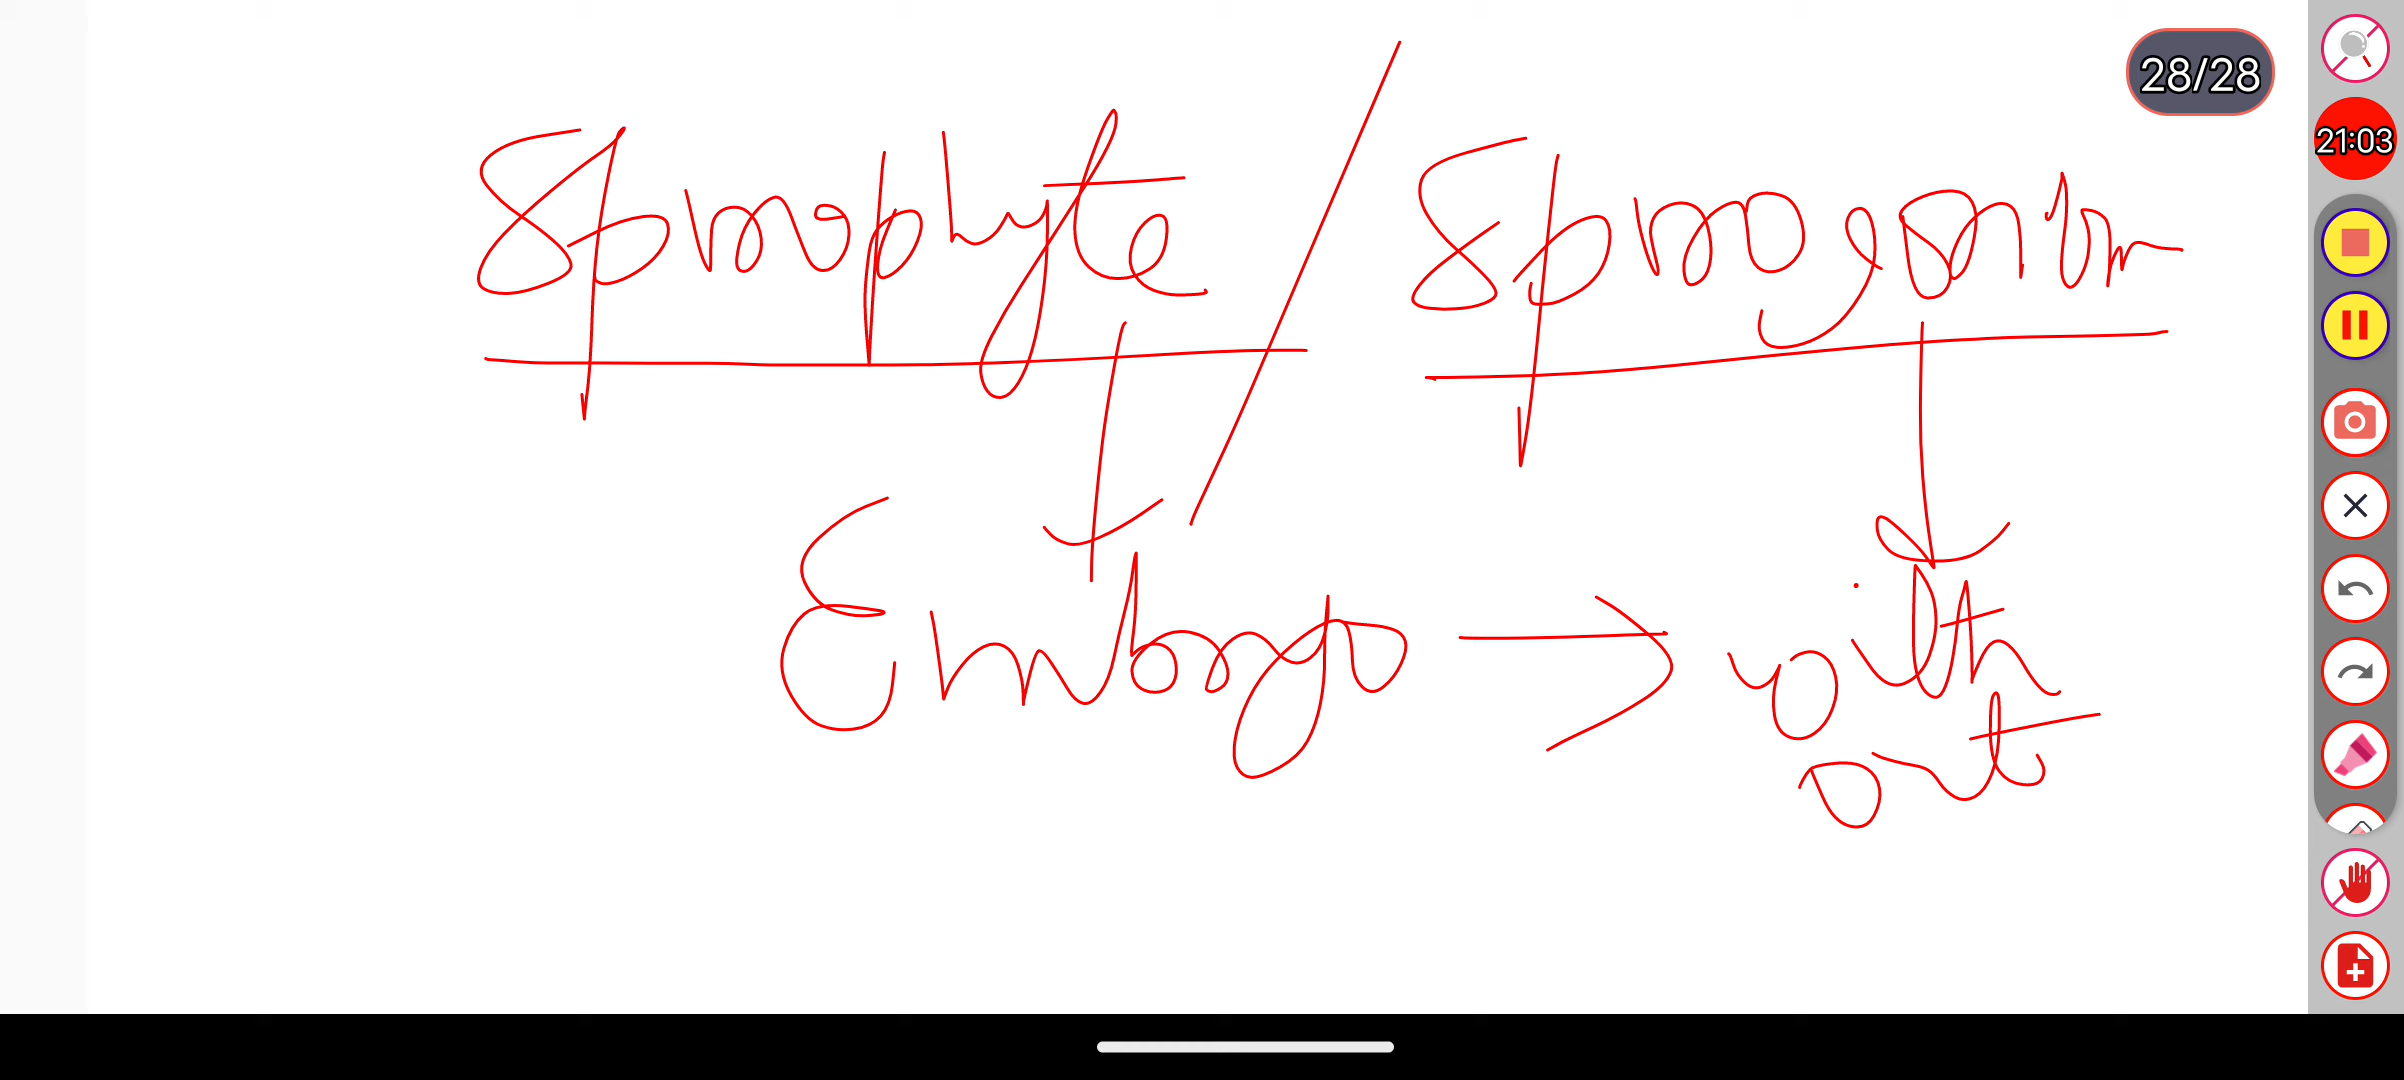 28/28
21:03
Sporophyte / Sporogonium
Embryo → with
out